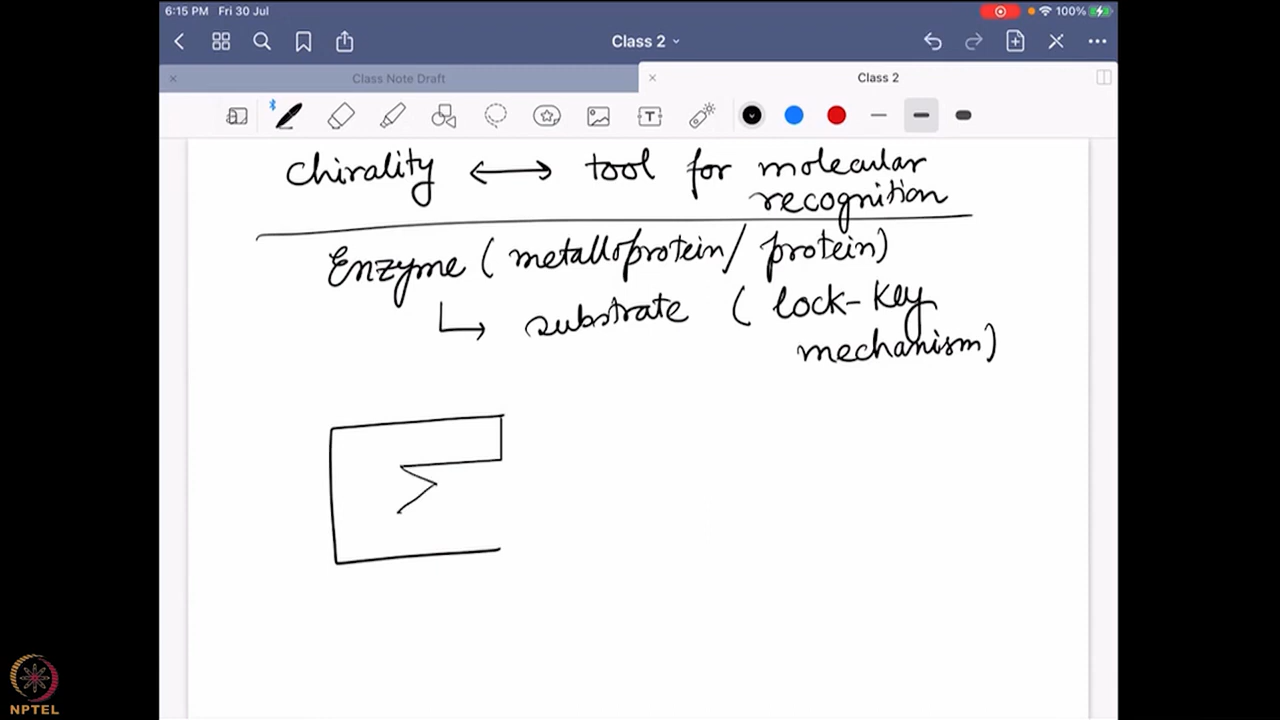 6:15 PM Fri 30 Jul
100%
Class 2
Class Note Draft
Class 2
T
Chirality ⟷ tool for molecular
recognition
Enzyme ( metalloprotein/ protein)
↳ substrate ( lock-key
mechanism)
NPTEL